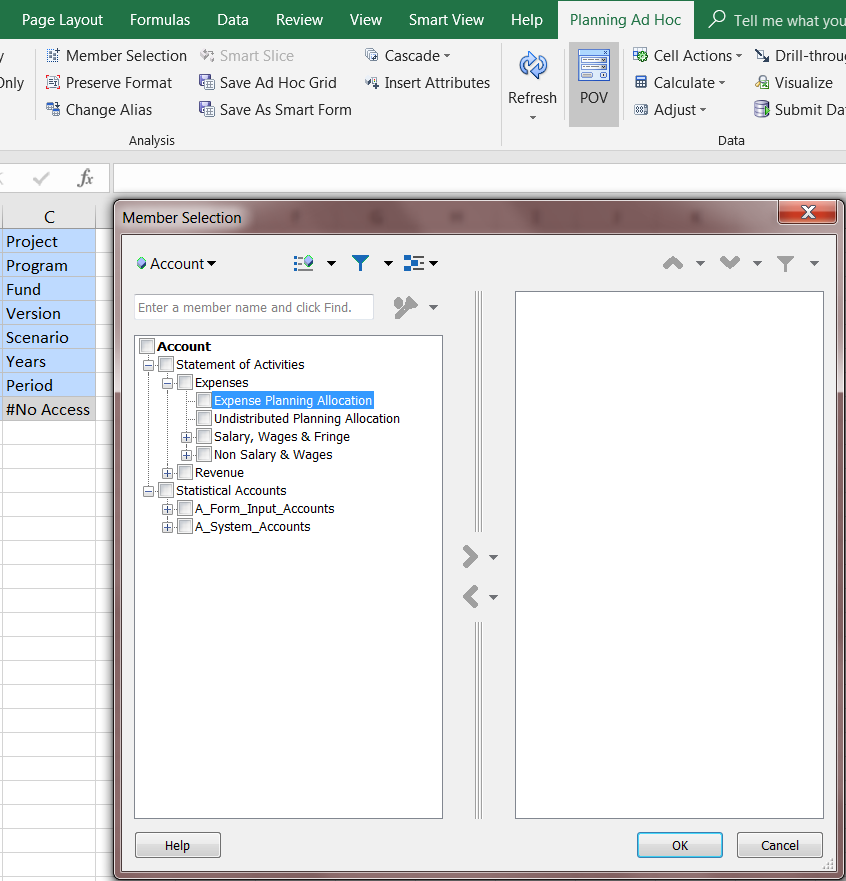 Page Layout Formulas Data Review View Smart View Help Planning Ad Hoc Tell me what you
Member Selection Smart Slice Cascade Cell Actions Drill-throu
Only Preserve Format Save Ad Hoc Grid Insert Attributes Refresh POV Calculate Visualize
Change Alias Save As Smart Form Adjust Submit Da
Analysis Data
fx
C
Project
Program
Fund
Version
Scenario
Years
Period
#No Access
Member Selection
Account
Enter a member name and click Find.
Account
Statement of Activities
Expenses
Expense Planning Allocation
Undistributed Planning Allocation
Salary, Wages & Fringe
Non Salary & Wages
Revenue
Statistical Accounts
A_Form_Input_Accounts
A_System_Accounts
Help OK Cancel